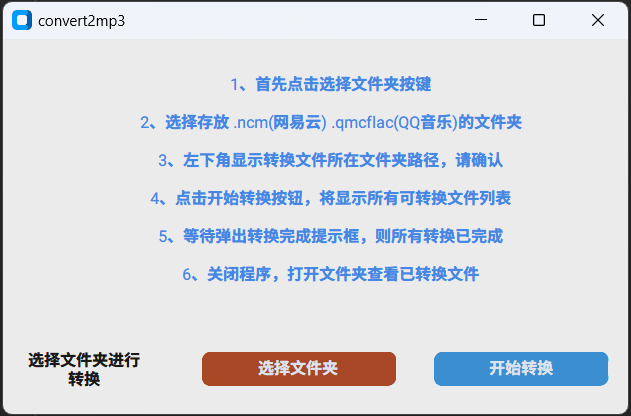 convert2mp3
1、首先点击选择文件夹按键
2、选择存放 .ncm(网易云) .qmcflac(QQ音乐)的文件夹
3、左下角显示转换文件所在文件夹路径，请确认
4、点击开始转换按钮，将显示所有可转换文件列表
5、等待弹出转换完成提示框，则所有转换已完成
6、关闭程序，打开文件夹查看已转换文件
选择文件夹进行
转换
选择文件夹
开始转换